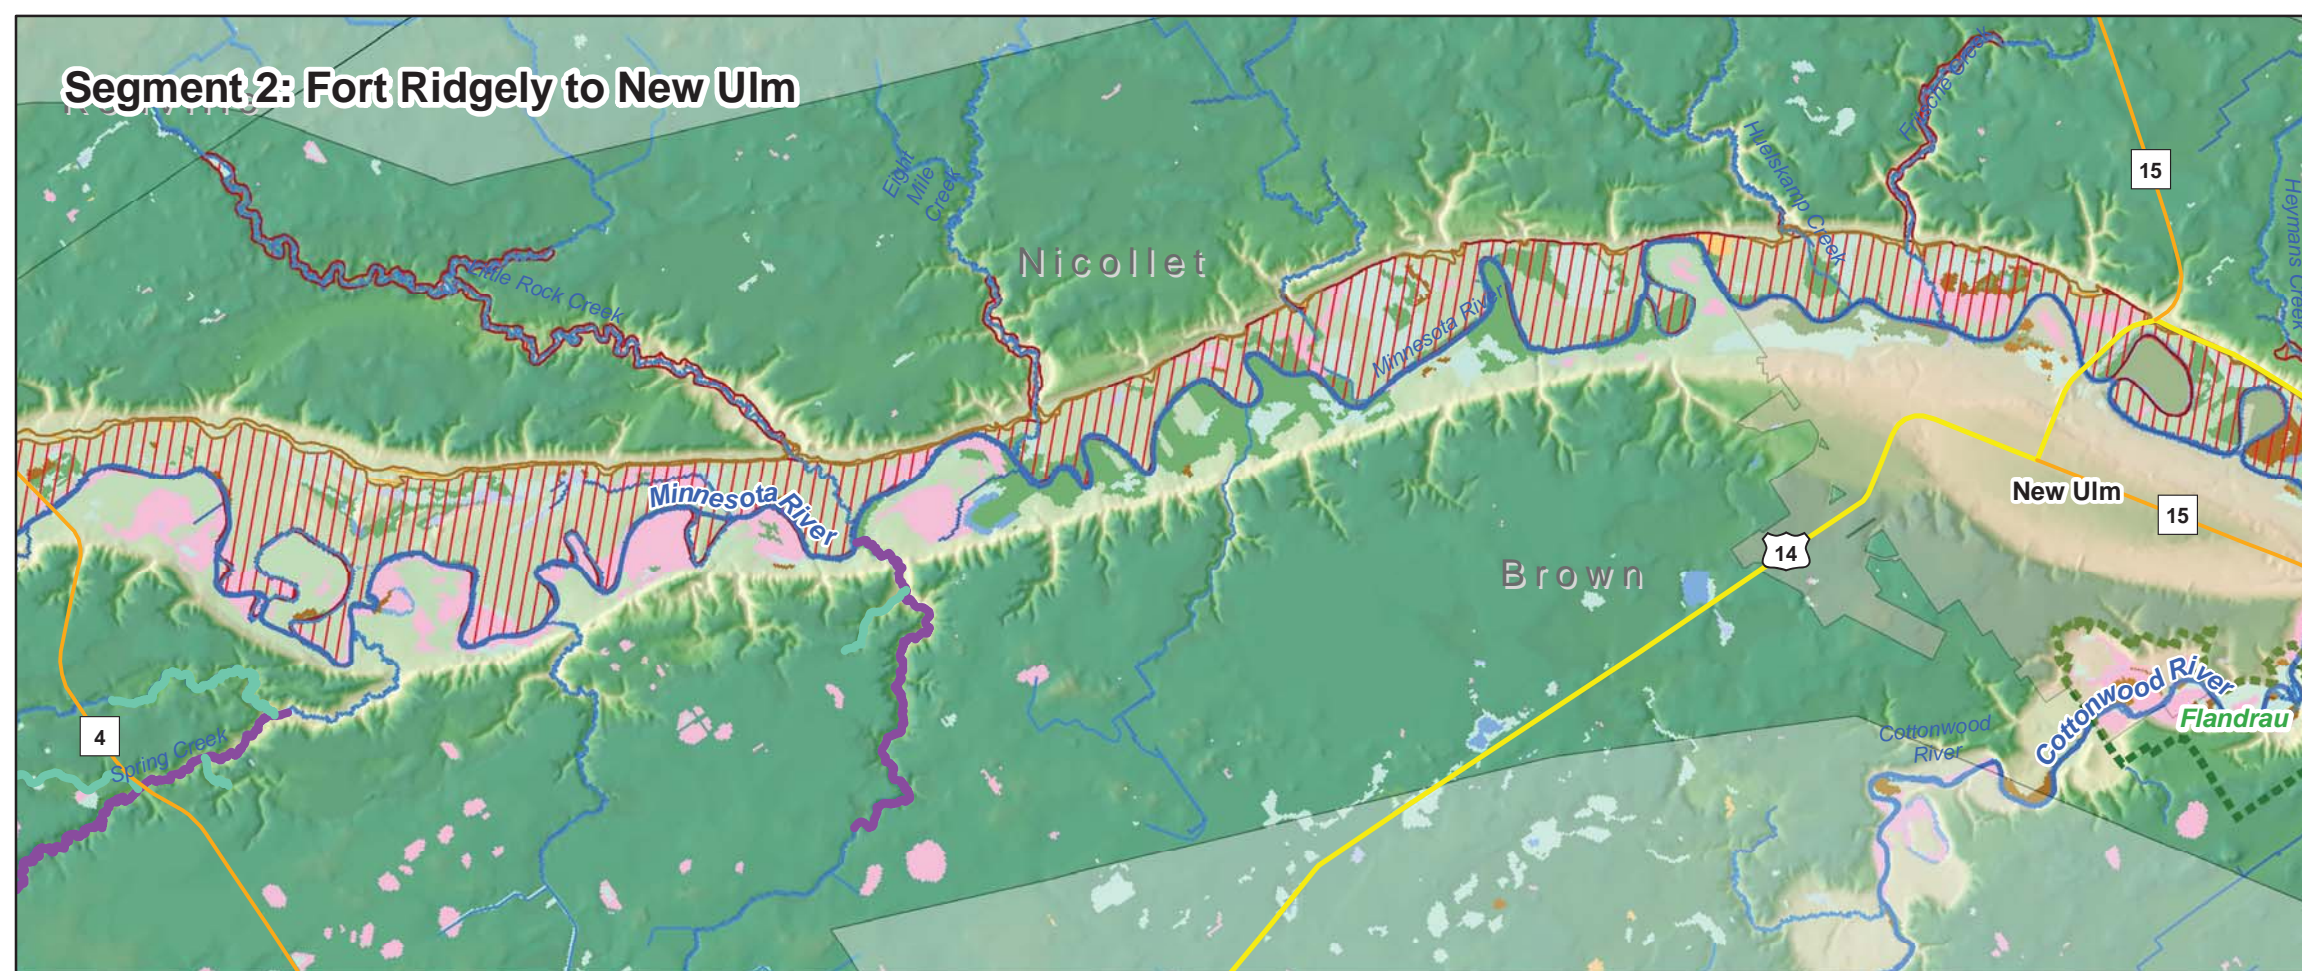 Segment 2: Fort Ridgely to New Ulm
Eight
Mile
Creek
Fritsche Creek
Huelskamp Creek
15
Heymans Creek
Nicollet
Little Rock Creek
Minnesota River
Minnesota River
New Ulm
15
14
Brown
4
Spring Creek
Cottonwood
River
Cottonwood River
Flandrau